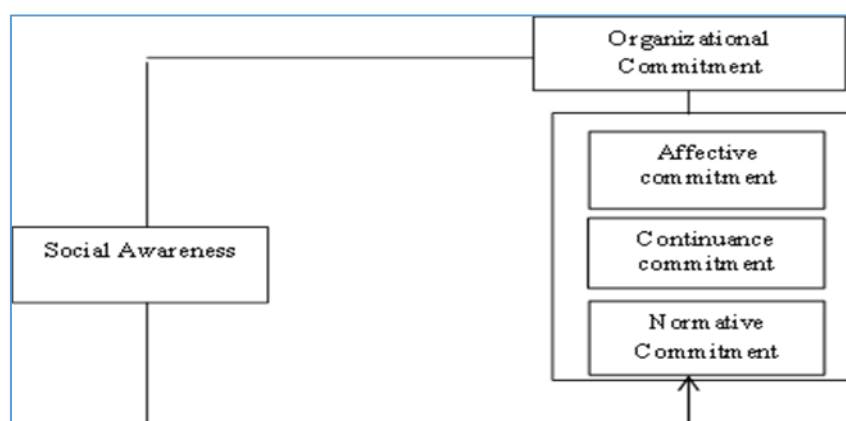 Organizational
Commitment
Affective
commitment
Social Awareness
Continuance
commitment
Normative
Commitment